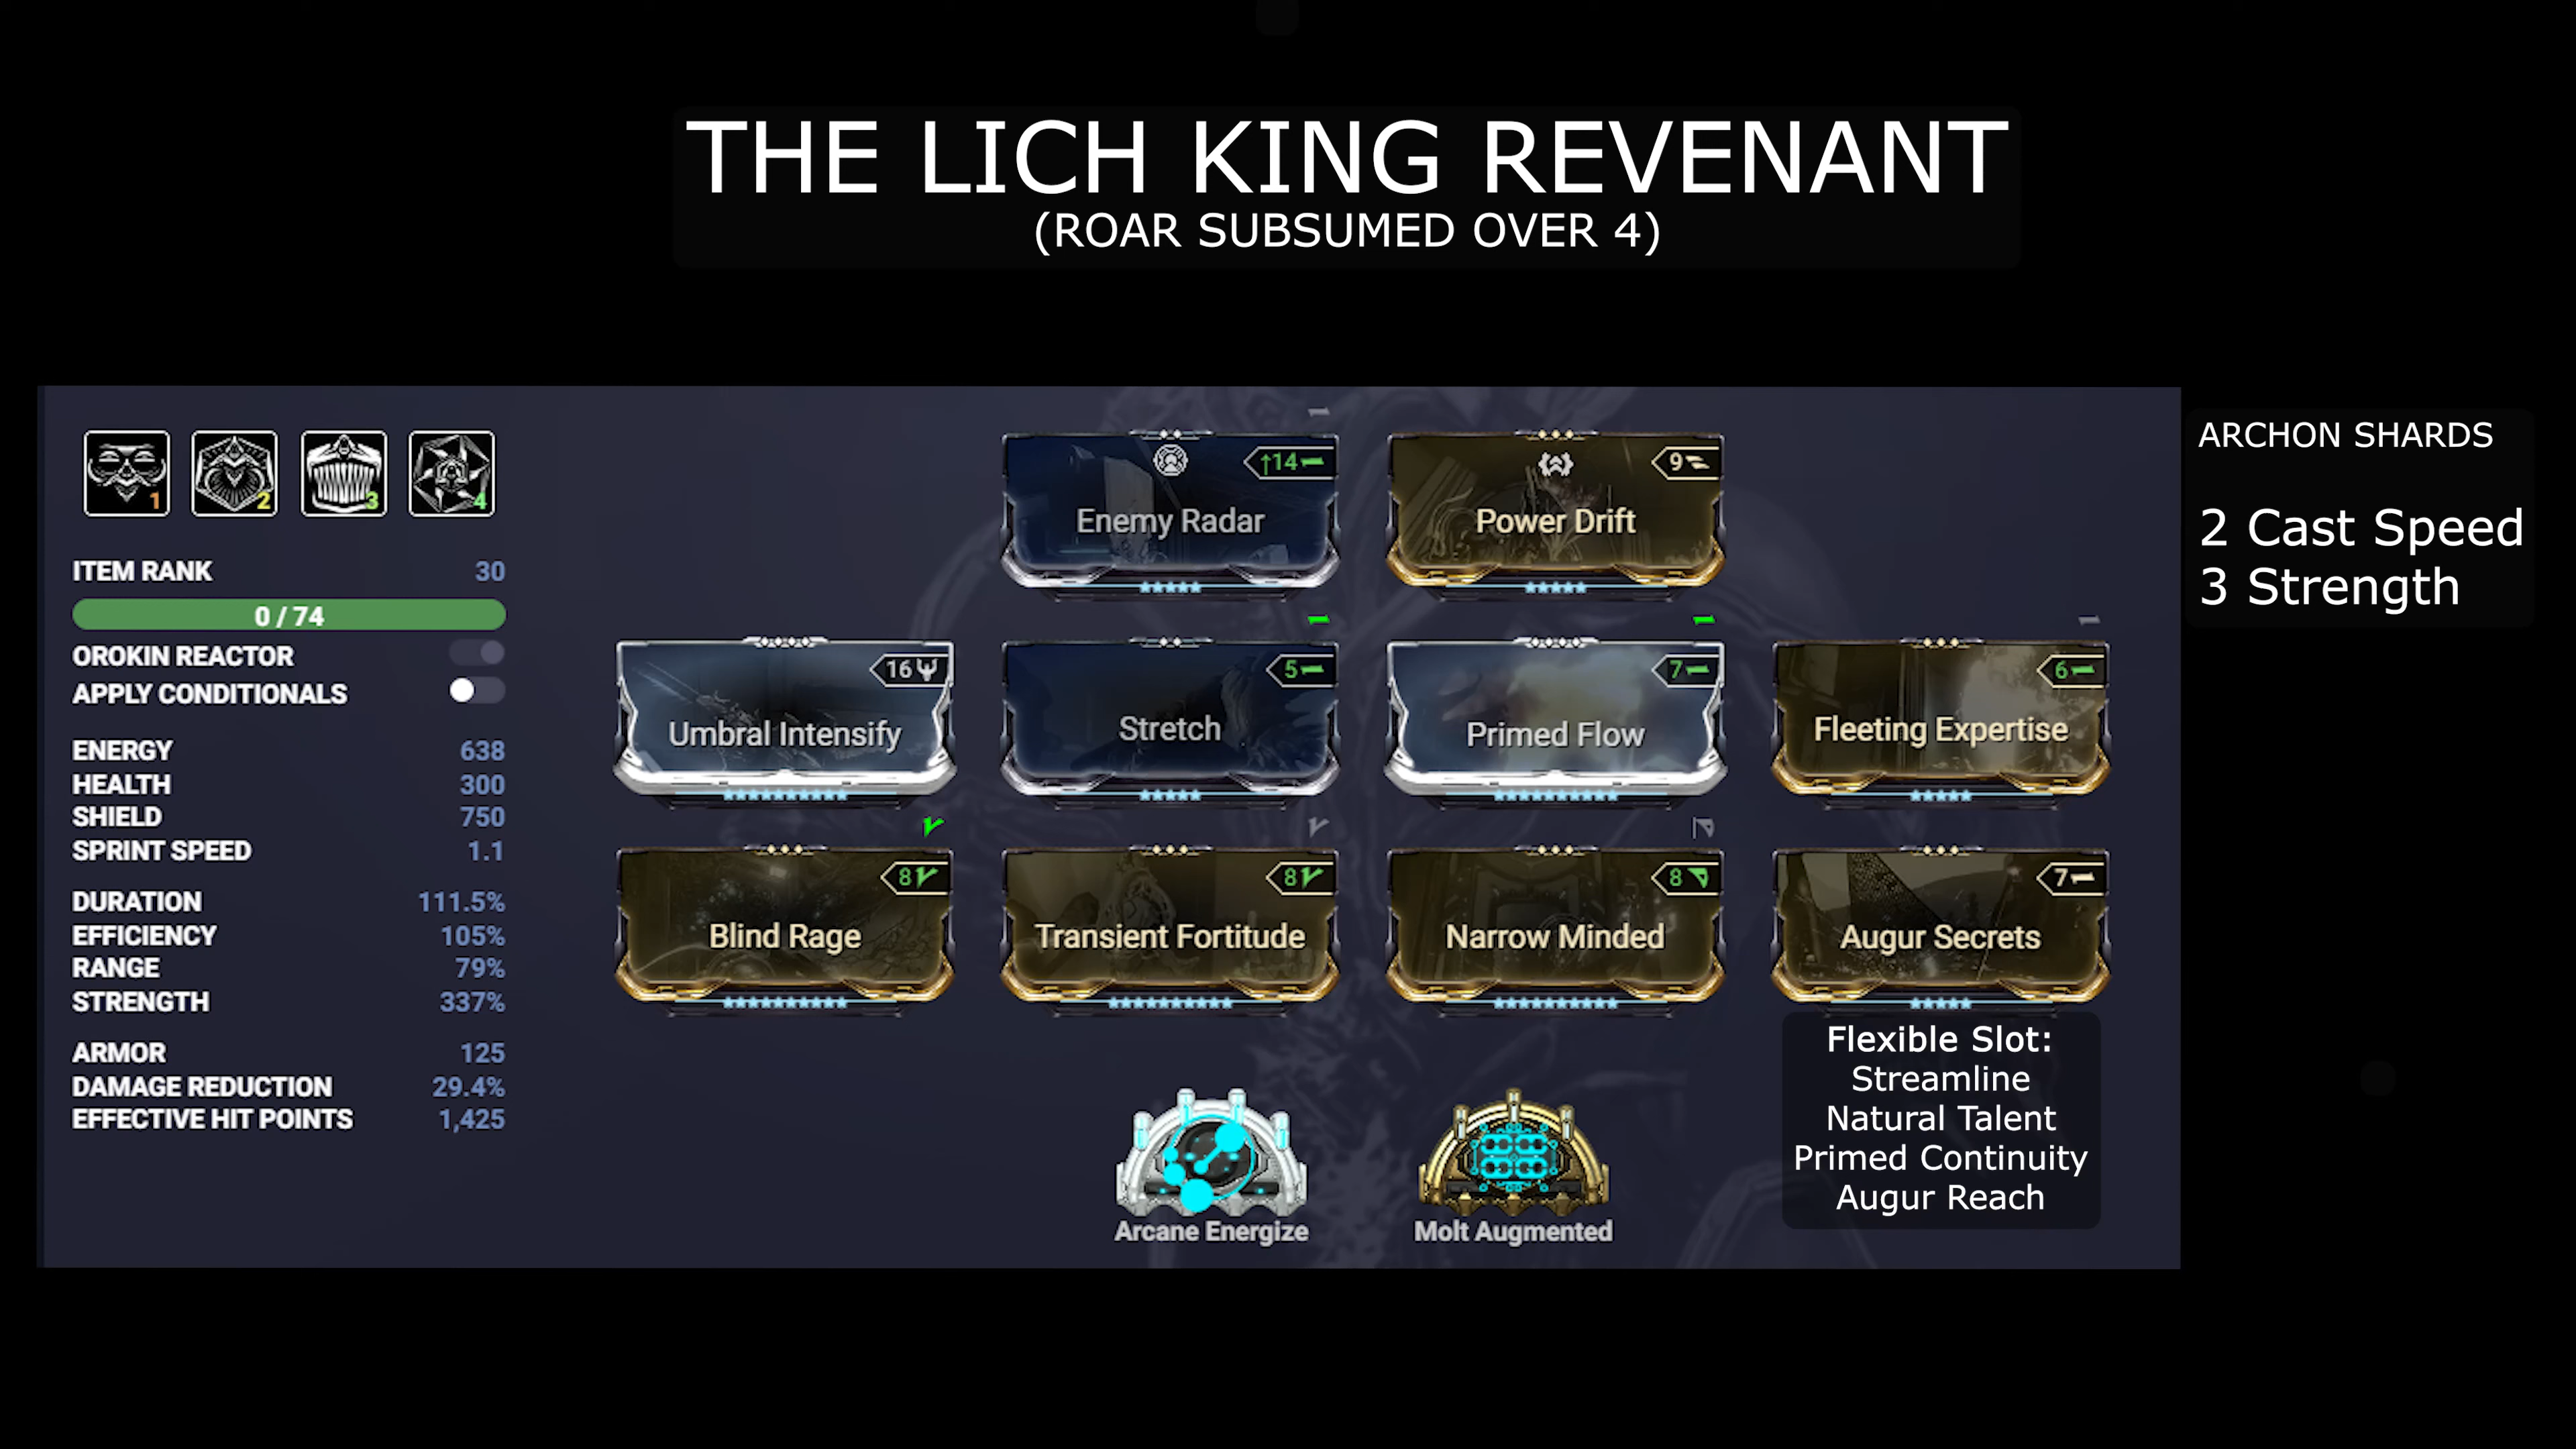 THE LICH KING REVENANT
(ROAR SUBSUMED OVER 4)
1
2
3
4
ITEM RANK 30
0 / 74
OROKIN REACTOR
APPLY CONDITIONALS
ENERGY 638
HEALTH 300
SHIELD 750
SPRINT SPEED 1.1
DURATION 111.5%
EFFICIENCY 105%
RANGE 79%
STRENGTH 337%
ARMOR 125
DAMAGE REDUCTION 29.4%
EFFECTIVE HIT POINTS 1,425
↑14
Enemy Radar
9
Power Drift
16
Umbral Intensify
5
Stretch
7
Primed Flow
6
Fleeting Expertise
8
Blind Rage
8
Transient Fortitude
8
Narrow Minded
7
Augur Secrets
Flexible Slot:
Streamline
Natural Talent
Primed Continuity
Augur Reach
Arcane Energize
Molt Augmented
ARCHON SHARDS
2 Cast Speed
3 Strength